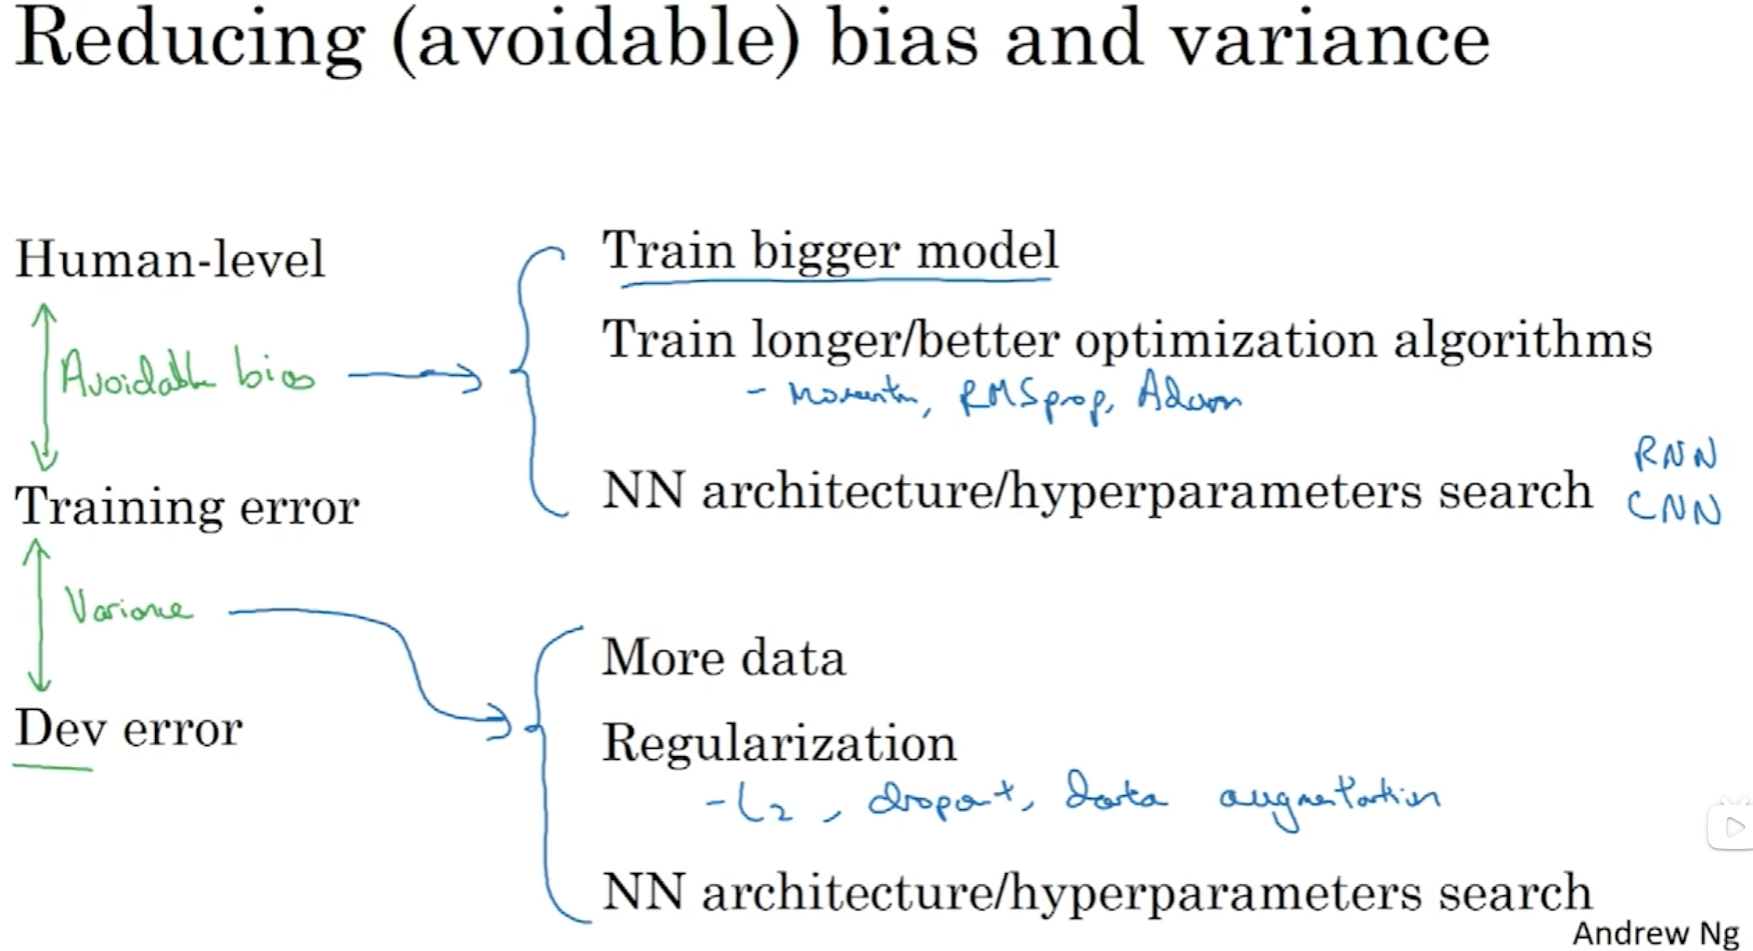 Reducing (avoidable) bias and variance
Human-level
Avoidable bias
Training error
Variance
Dev error
Train bigger model
Train longer/better optimization algorithms
- Momentum, RMSprop, Adam
NN architecture/hyperparameters search
RNN
CNN
More data
Regularization
- L2, dropout, data augmentation
NN architecture/hyperparameters search
Andrew Ng